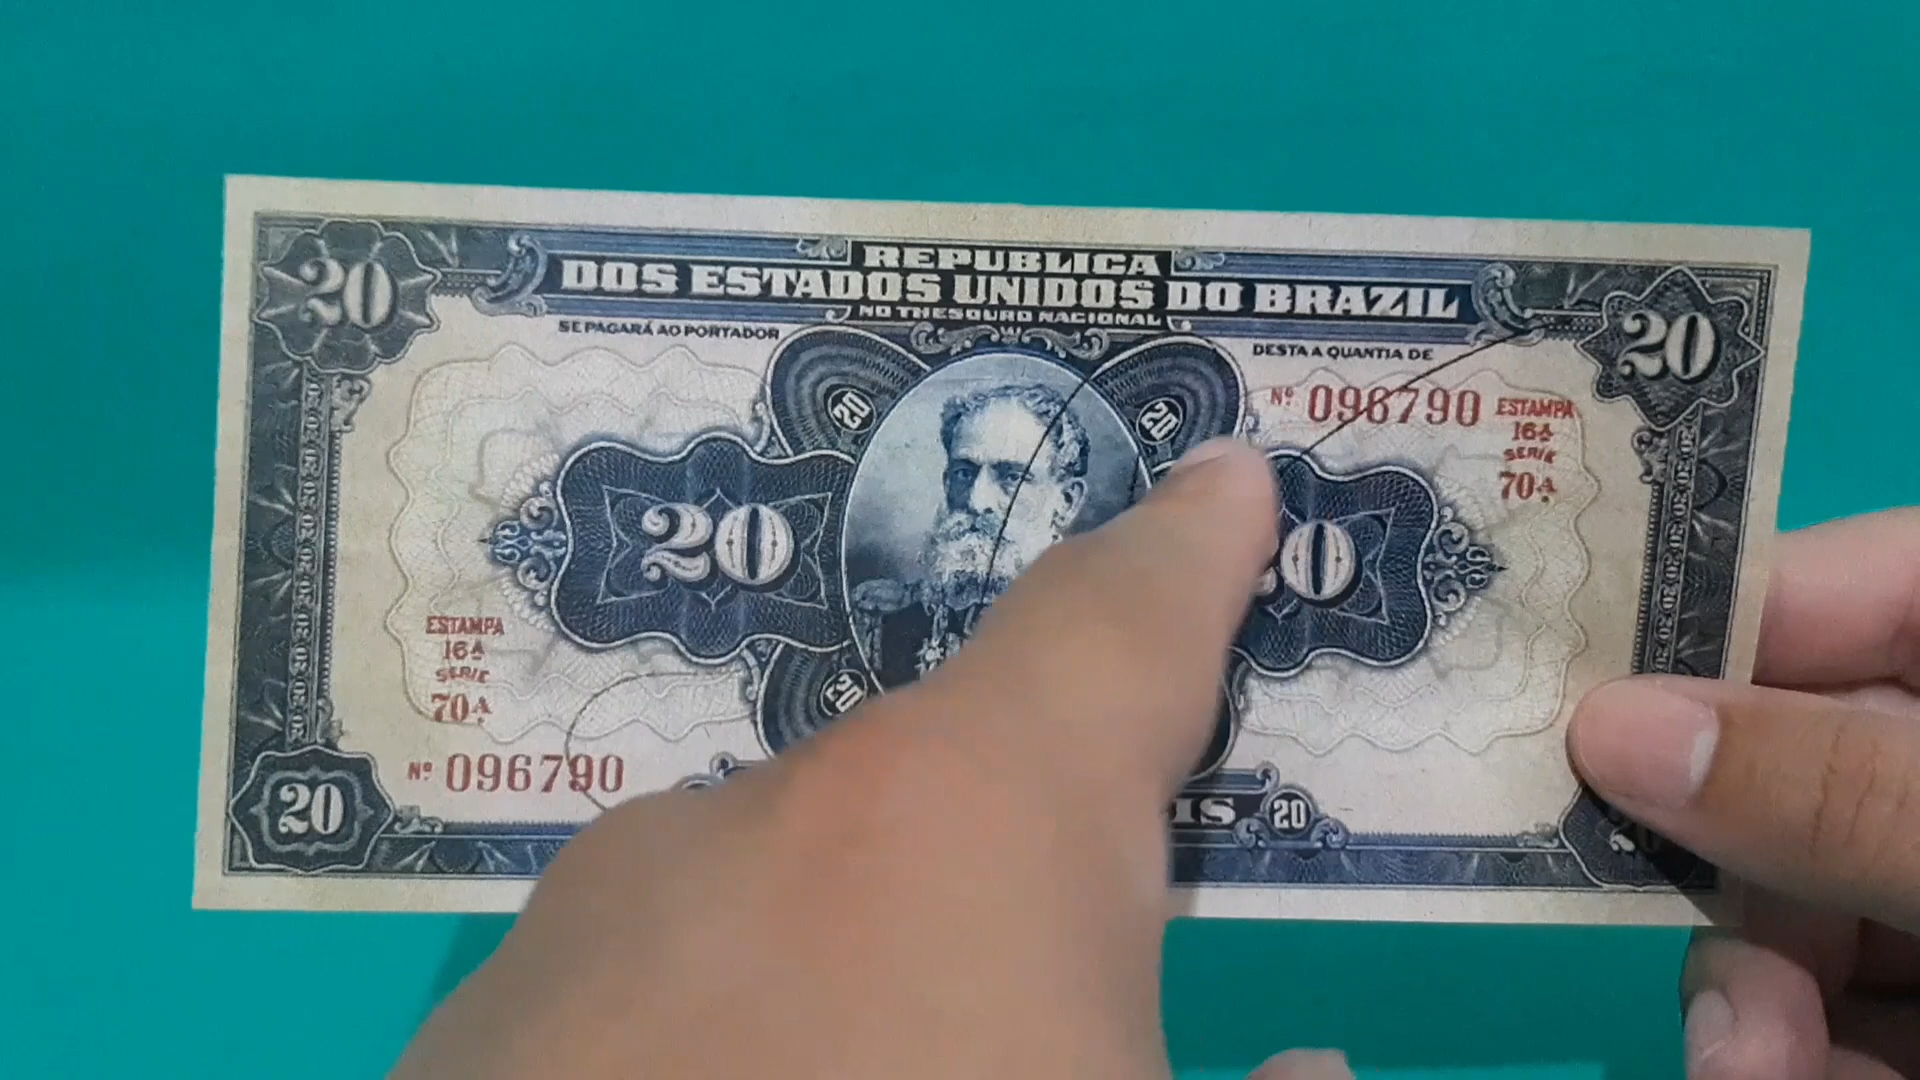 20
REPUBLICA
20
DOS ESTADOS UNIDOS DO BRAZIL
NO THESOURO NACIONAL
SE PAGARÁ AO PORTADOR
DESTA A QUANTIA DE
20
20
Nº 096790
ESTAMPA
16A
SERIE
70A
20
ESTAMPA
16A
SERIE
70A
20
Nº 096790
20
20